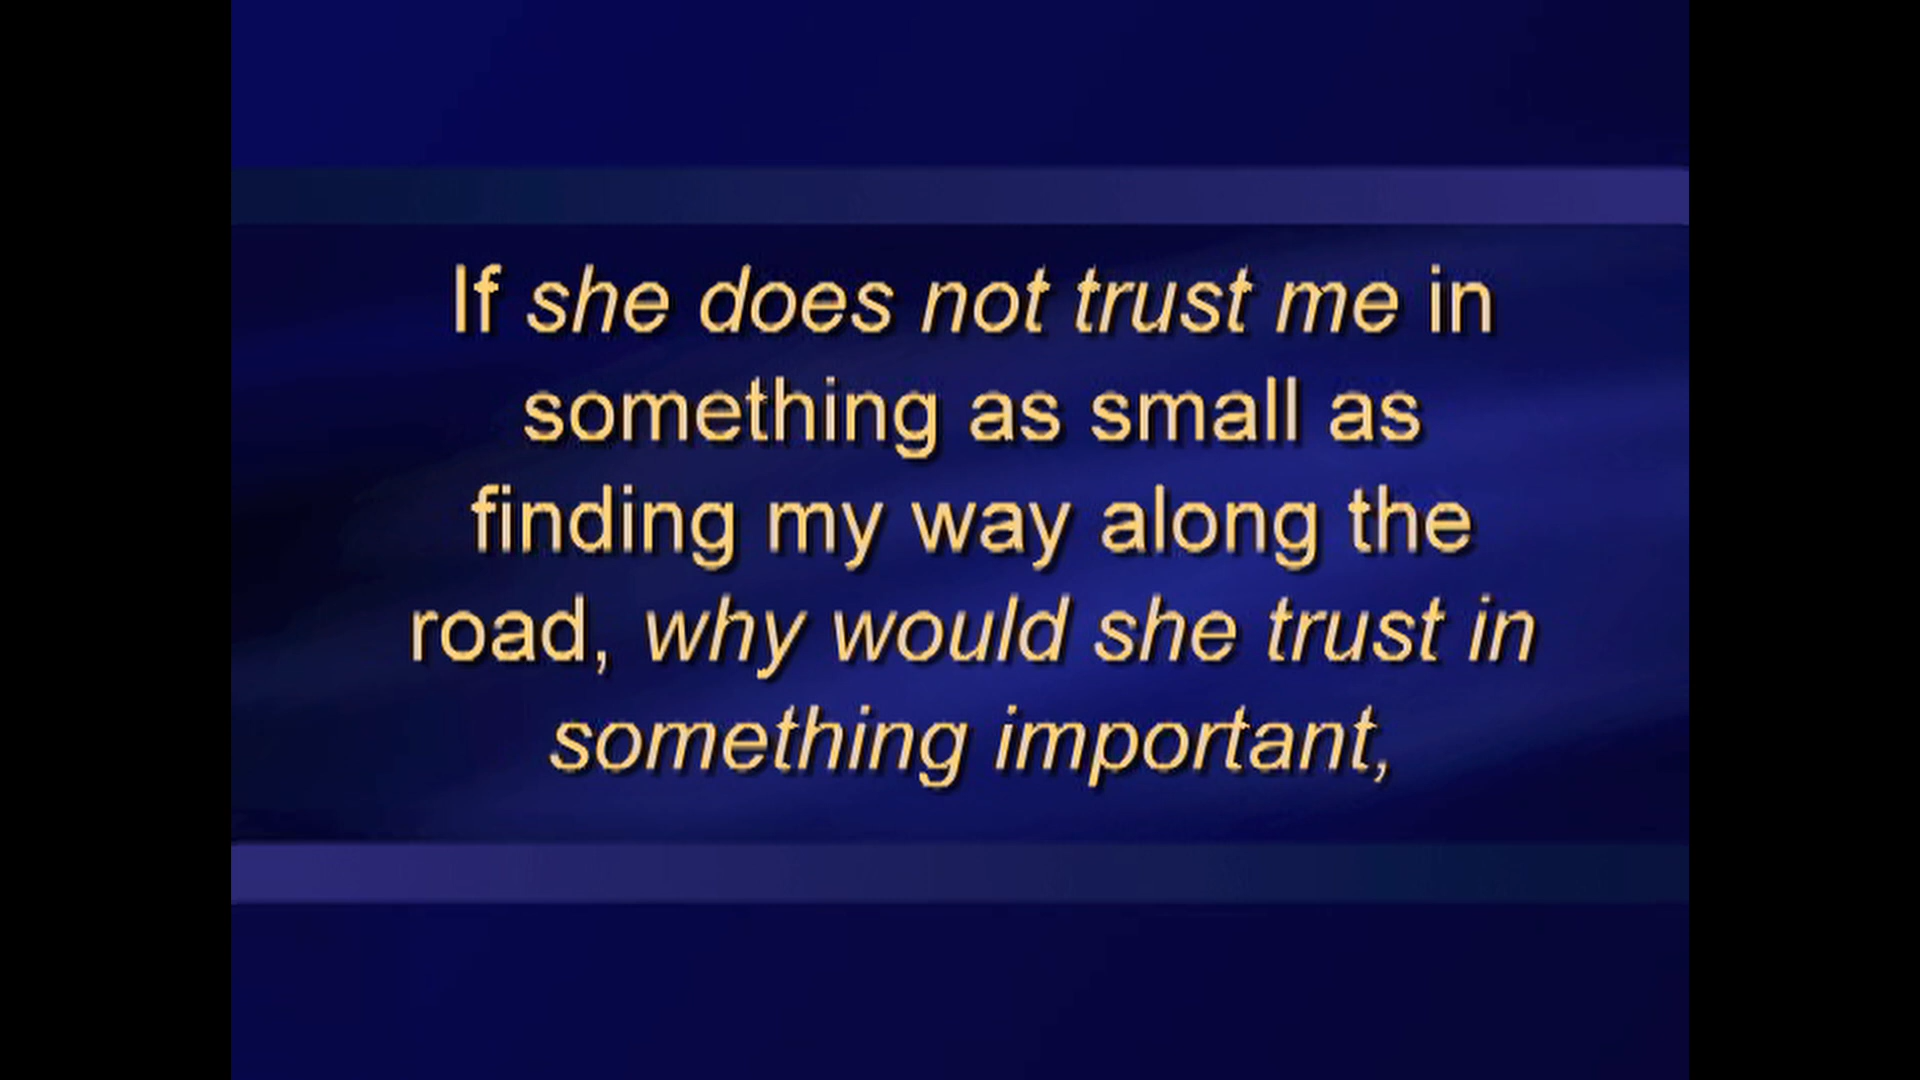 If she does not trust me in
something as small as
finding my way along the
road, why would she trust in
something important,